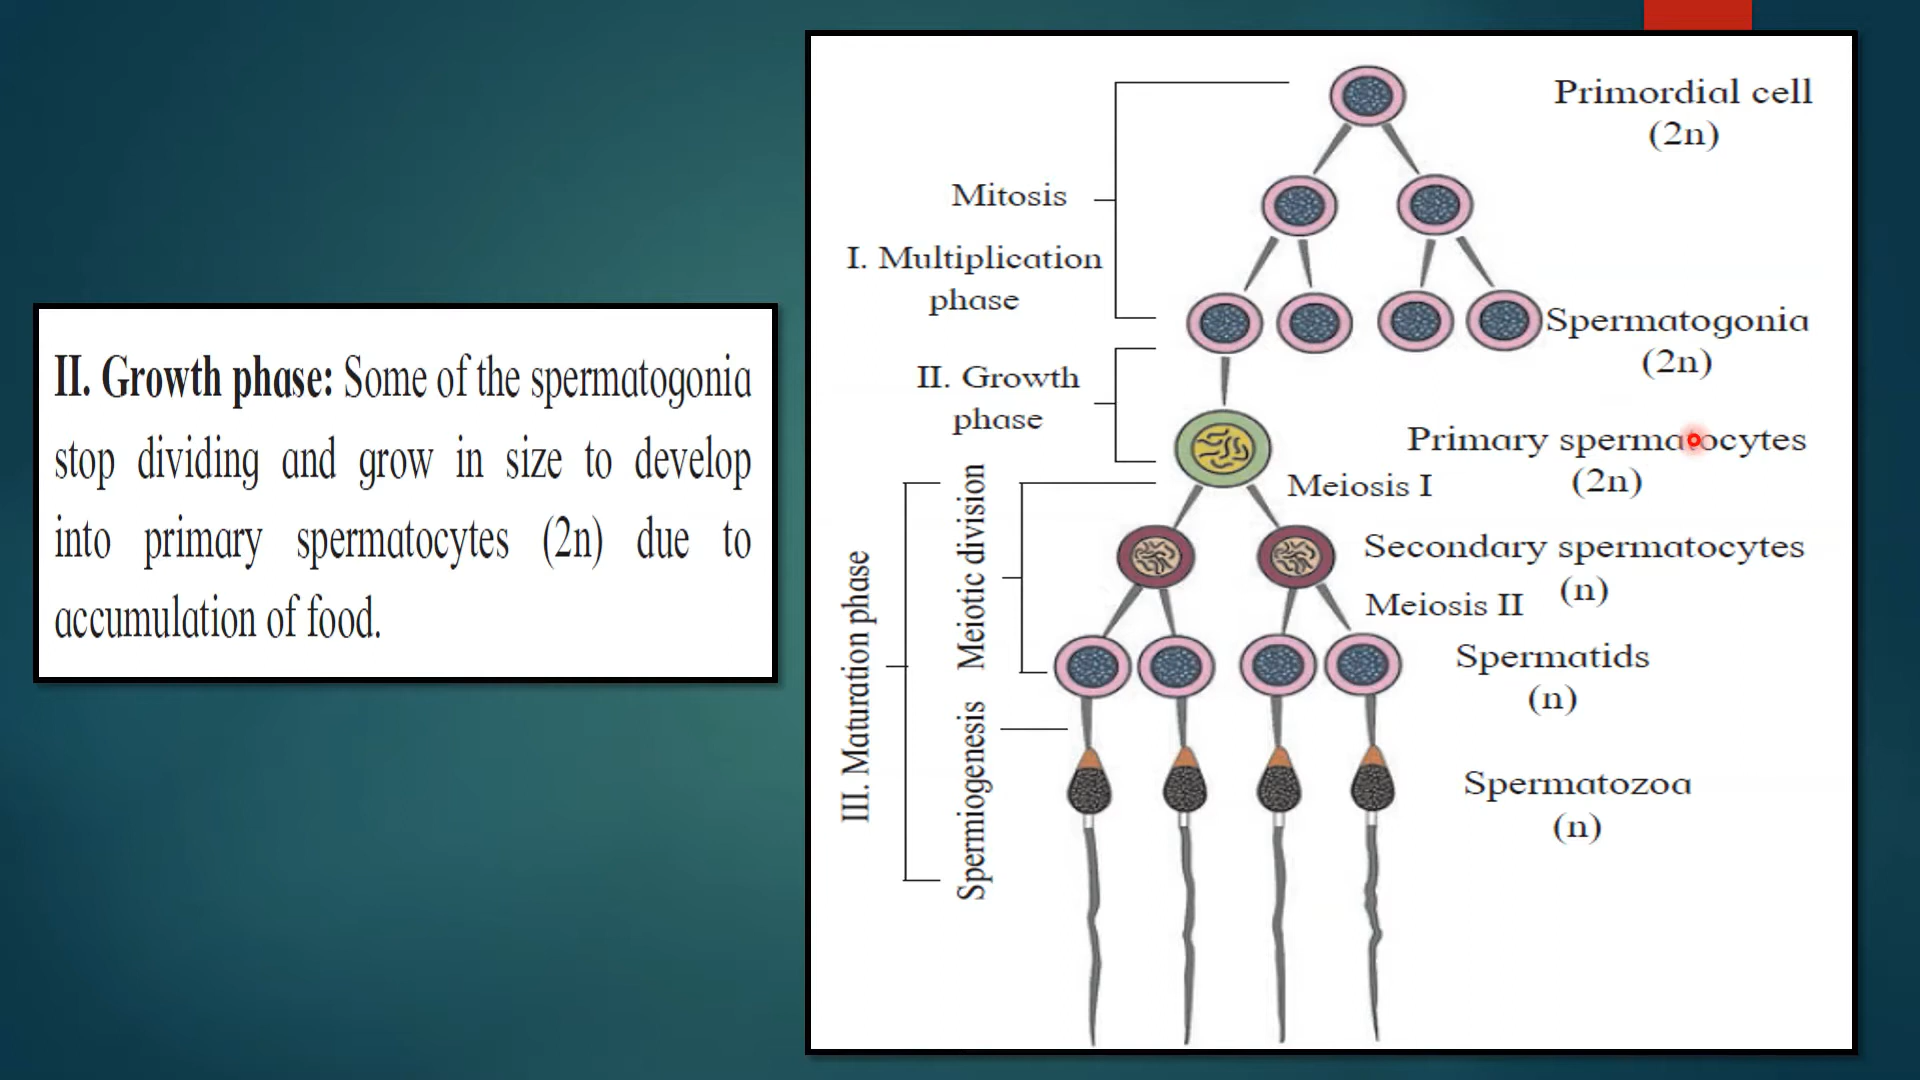 II. Growth phase: Some of the spermatogonia
stop dividing and grow in size to develop
into primary spermatocytes (2n) due to
accumulation of food.
Primordial cell
(2n)
Mitosis
I. Multiplication
phase
Spermatogonia
(2n)
II. Growth
phase
Primary spermatocytes
(2n)
Meiosis I
Secondary spermatocytes
(n)
Meiosis II
Spermatids
(n)
Spermatozoa
(n)
III. Maturation phase
Meiotic division
Spermiogenesis